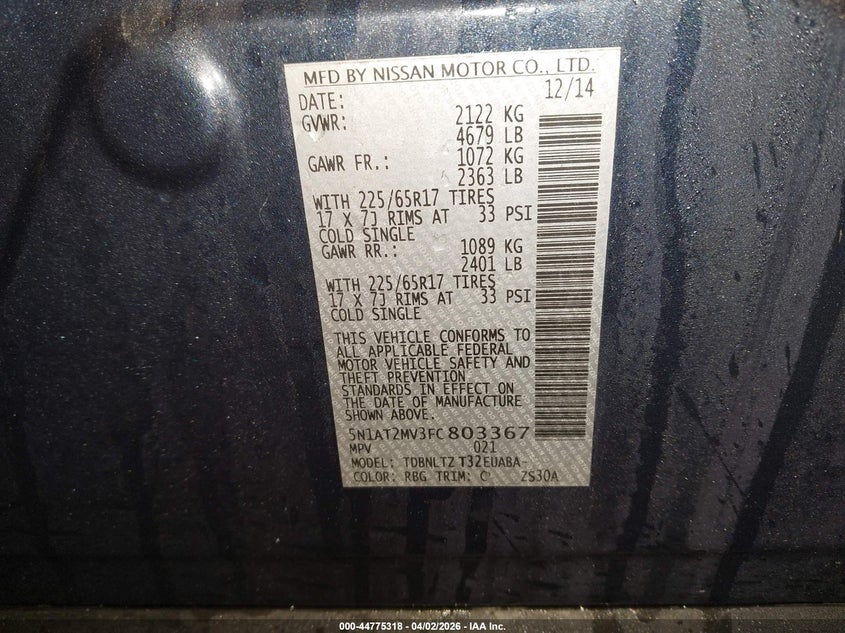 MFD BY NISSAN MOTOR CO., LTD.
DATE: 12/14
GVWR: 2122 KG
4679 LB
GAWR FR.: 1072 KG
2363 LB
WITH 225/65R17 TIRES
17 X 7J RIMS AT 33 PSI
COLD SINGLE
GAWR RR.: 1089 KG
2401 LB
WITH 225/65R17 TIRES
17 X 7J RIMS AT 33 PSI
COLD SINGLE
THIS VEHICLE CONFORMS TO
ALL APPLICABLE FEDERAL
MOTOR VEHICLE SAFETY AND
THEFT PREVENTION
STANDARDS IN EFFECT ON
THE DATE OF MANUFACTURE
SHOWN ABOVE.
5N1AT2MV3FC803367
MPV 021
MODEL: TDBNLTZ T32EUABA-
COLOR: RBG TRIM: C ZS30A
000-44775318 - 04/02/2026 - IAA Inc.